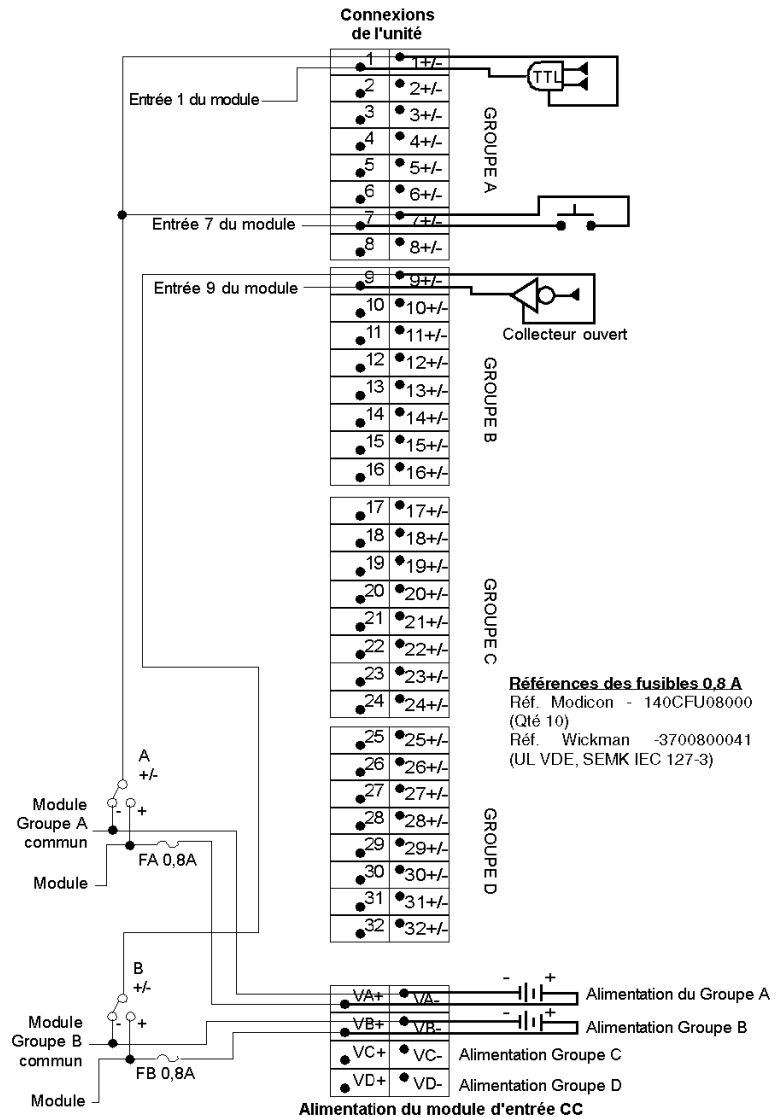 Connexions
de l'unité
1 1+/-
TTL
Entrée 1 du module
2 2+/-
3 3+/-
4 4+/-
5 5+/-
6 6+/-
Entrée 7 du module
7 7+/-
8 8+/-
GROUPE A
Entrée 9 du module
9 9+/-
10 10+/-
Collecteur ouvert
11 11+/-
12 12+/-
13 13+/-
14 14+/-
15 15+/-
16 16+/-
GROUPE B
17 17+/-
18 18+/-
19 19+/-
20 20+/-
21 21+/-
22 22+/-
23 23+/-
24 24+/-
GROUPE C
Références des fusibles 0,8 A
Réf. Modicon - 140CFU08000
(Qté 10)
Réf. Wickman -3700800041
(UL VDE, SEMK IEC 127-3)
25 25+/-
26 26+/-
27 27+/-
28 28+/-
29 29+/-
30 30+/-
31 31+/-
32 32+/-
GROUPE D
A
+/-
- +
Module
Groupe A
commun
FA 0,8A
Module
B
+/-
- +
Module
Groupe B
commun
FB 0,8A
Module
VA+ VA- - + Alimentation du Groupe A
VB+ VB- - + Alimentation Groupe B
VC+ VC- Alimentation Groupe C
VD+ VD- Alimentation Groupe D
Alimentation du module d'entrée CC